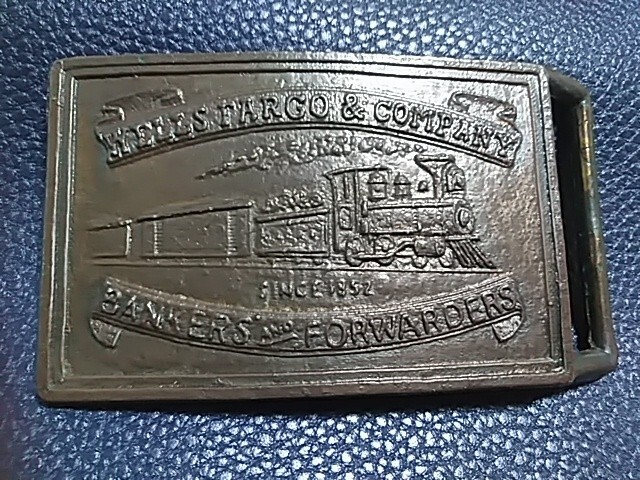 WELLS FARGO & COMPANY
SINCE 1852
BANKERS AND FORWARDERS